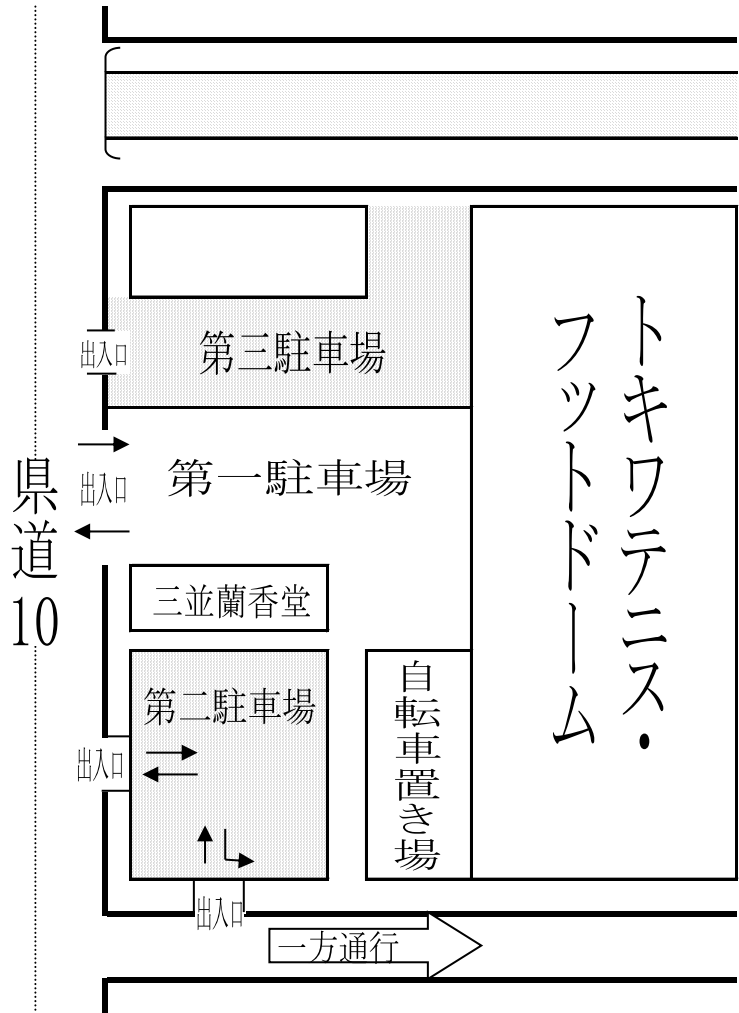 出入口
第三駐車場
トキワテニス・
フットドーム
県道10
出入口
第一駐車場
三並蘭香堂
第二駐車場
自転車置き場
出入口
出入口
一方通行